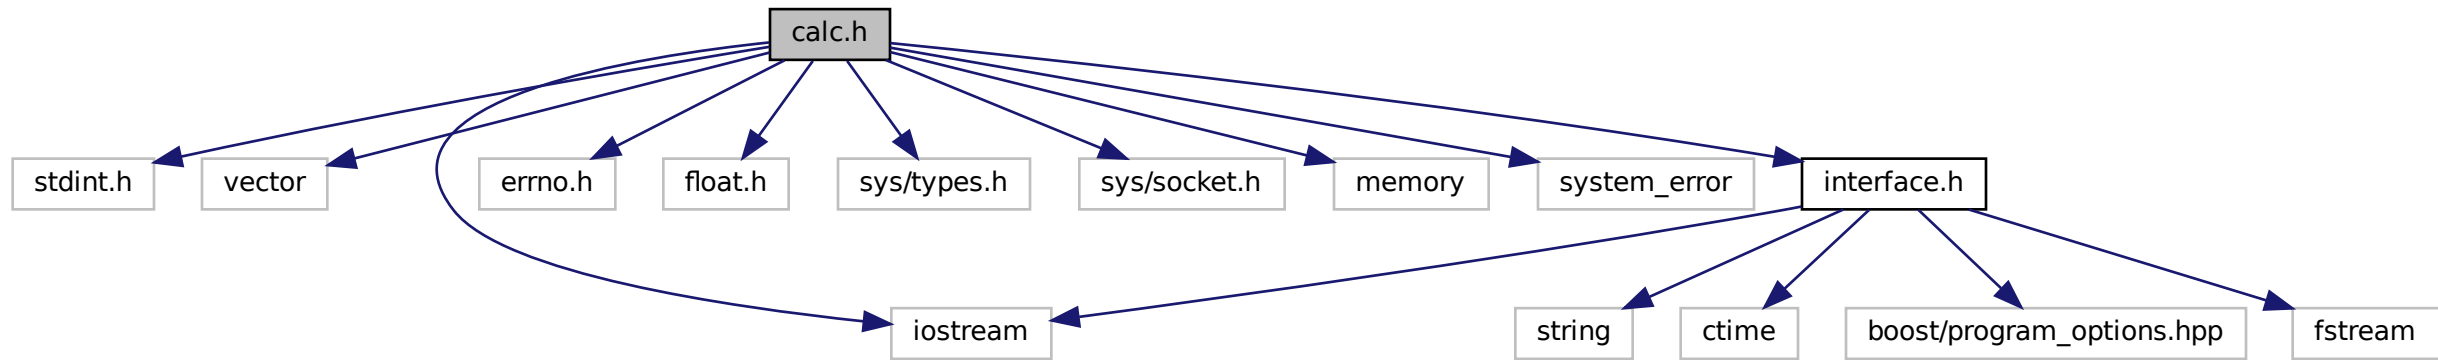 calc.h
stdint.h
vector
errno.h
float.h
sys/types.h
sys/socket.h
memory
system_error
interface.h
iostream
string
ctime
boost/program_options.hpp
fstream